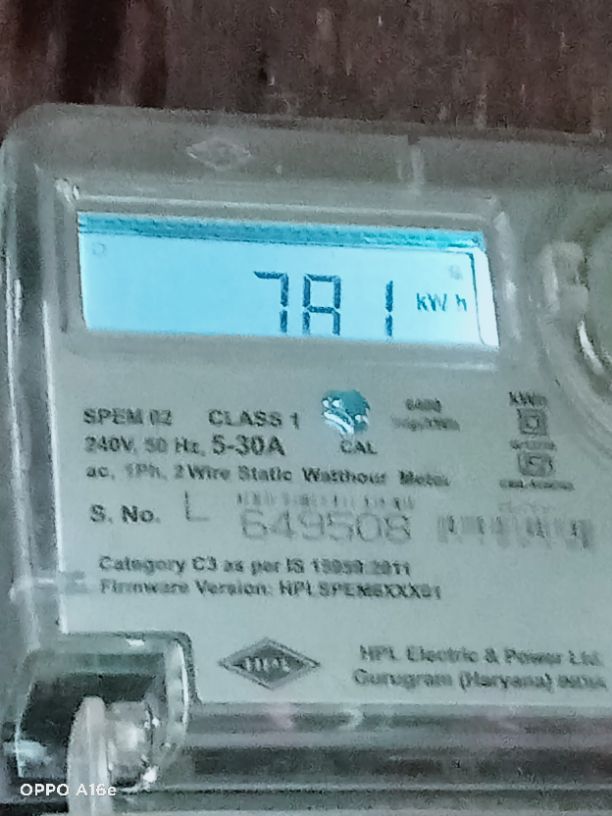 781 kWh
SPEM 02 CLASS 1
240V, 50 Hz, 5-30A CAL
ac, 1Ph, 2 Wire Static Watthour Meter
kWh
S. No. L 649508
Category C3 as per IS 15959:2011
Firmware Version: HPLSPEM6XXX01
HPL
HPL Electric & Power Ltd.
Gurugram (Haryana) INDIA
OPPO A16e